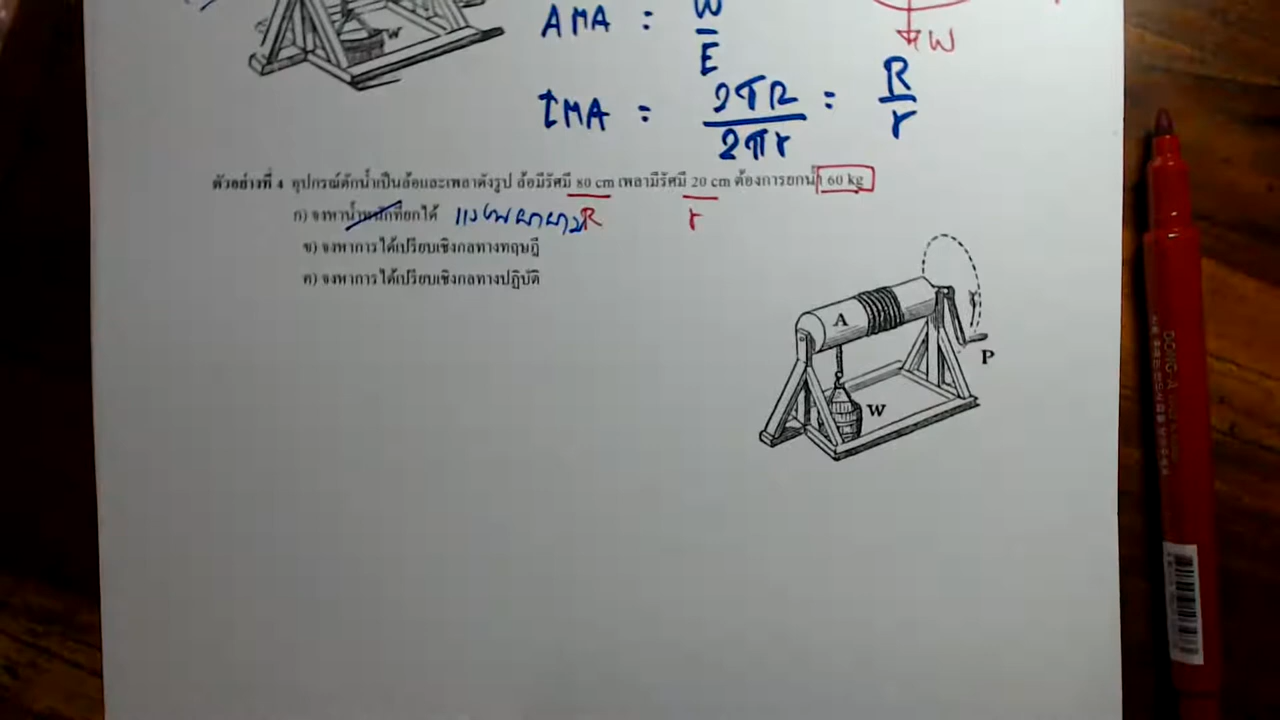 W
AMA = W/E
W
IMA = 2πR/2πr = R/r
ตัวอย่างที่ 4 อุปกรณ์ตักน้ำเป็นล้อและเพลาดังรูป ล้อมีรัศมี 80 cm เพลามีรัศมี 20 cm ต้องการยกน้ำ 60 kg
ก) จงหาน้ำหนักที่ยกได้ แรงพยายาม R r
ข) จงหาการได้เปรียบเชิงกลทางทฤษฎี
ค) จงหาการได้เปรียบเชิงกลทางปฏิบัติ
A
P
W
DONG-A